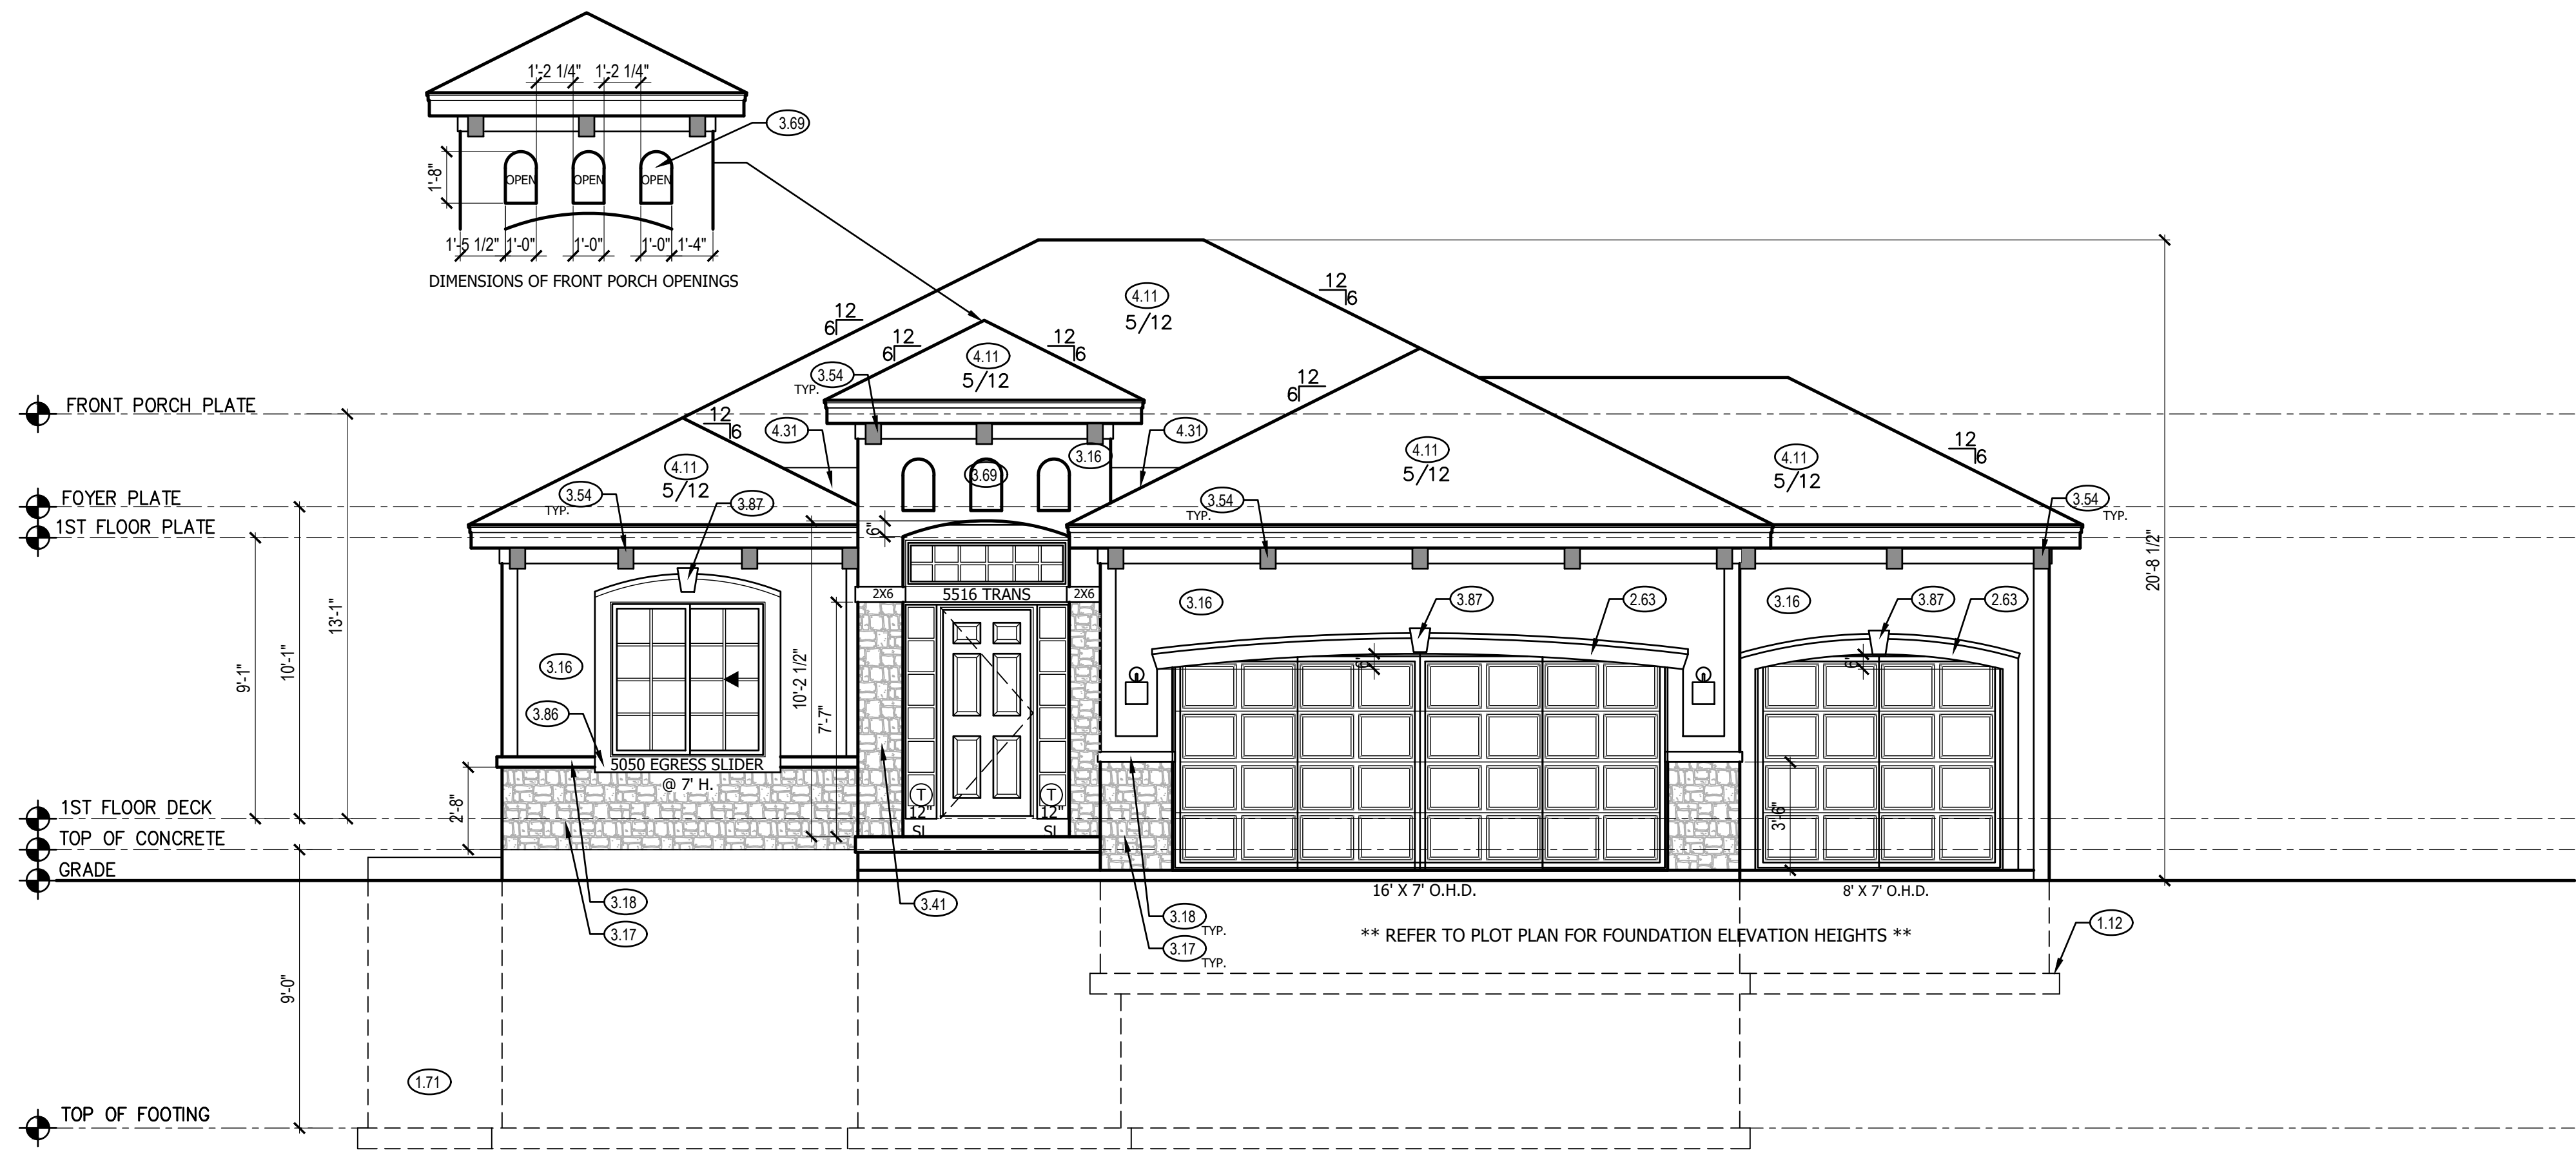 1'-2 1/4" 1'-2 1/4"
3.69
1'-8"
OPEN OPEN OPEN
1'-5 1/2" 1'-0" 1'-0" 1'-0" 1'-4"
DIMENSIONS OF FRONT PORCH OPENINGS
12
6
4.11
5/12
12
6
12
6
12
6
4.11
5/12
3.54
TYP.
12
6
FRONT PORCH PLATE
12
6
4.31
4.31
3.16
12
6
4.11
5/12
4.11
5/12
4.11
5/12
3.69
FOYER PLATE
3.54
TYP.
3.87
3.54
TYP.
3.54
TYP.
1ST FLOOR PLATE
6"
20'-8 1/2"
13'-1"
10'-1"
9'-1"
2X6
5516 TRANS
2X6
3.16
3.87
2.63
3.16
3.87
2.63
3.16
6"
6"
10'-2 1/2"
7'-7"
3.86
5050 EGRESS SLIDER
@ 7' H.
2'-8"
T
12"
SL
T
12"
SL
3'-6"
1ST FLOOR DECK
TOP OF CONCRETE
GRADE
16' X 7' O.H.D.
8' X 7' O.H.D.
3.18
3.17
3.41
3.18
TYP.
3.17
TYP.
** REFER TO PLOT PLAN FOR FOUNDATION ELEVATION HEIGHTS **
1.12
9'-0"
1.71
TOP OF FOOTING